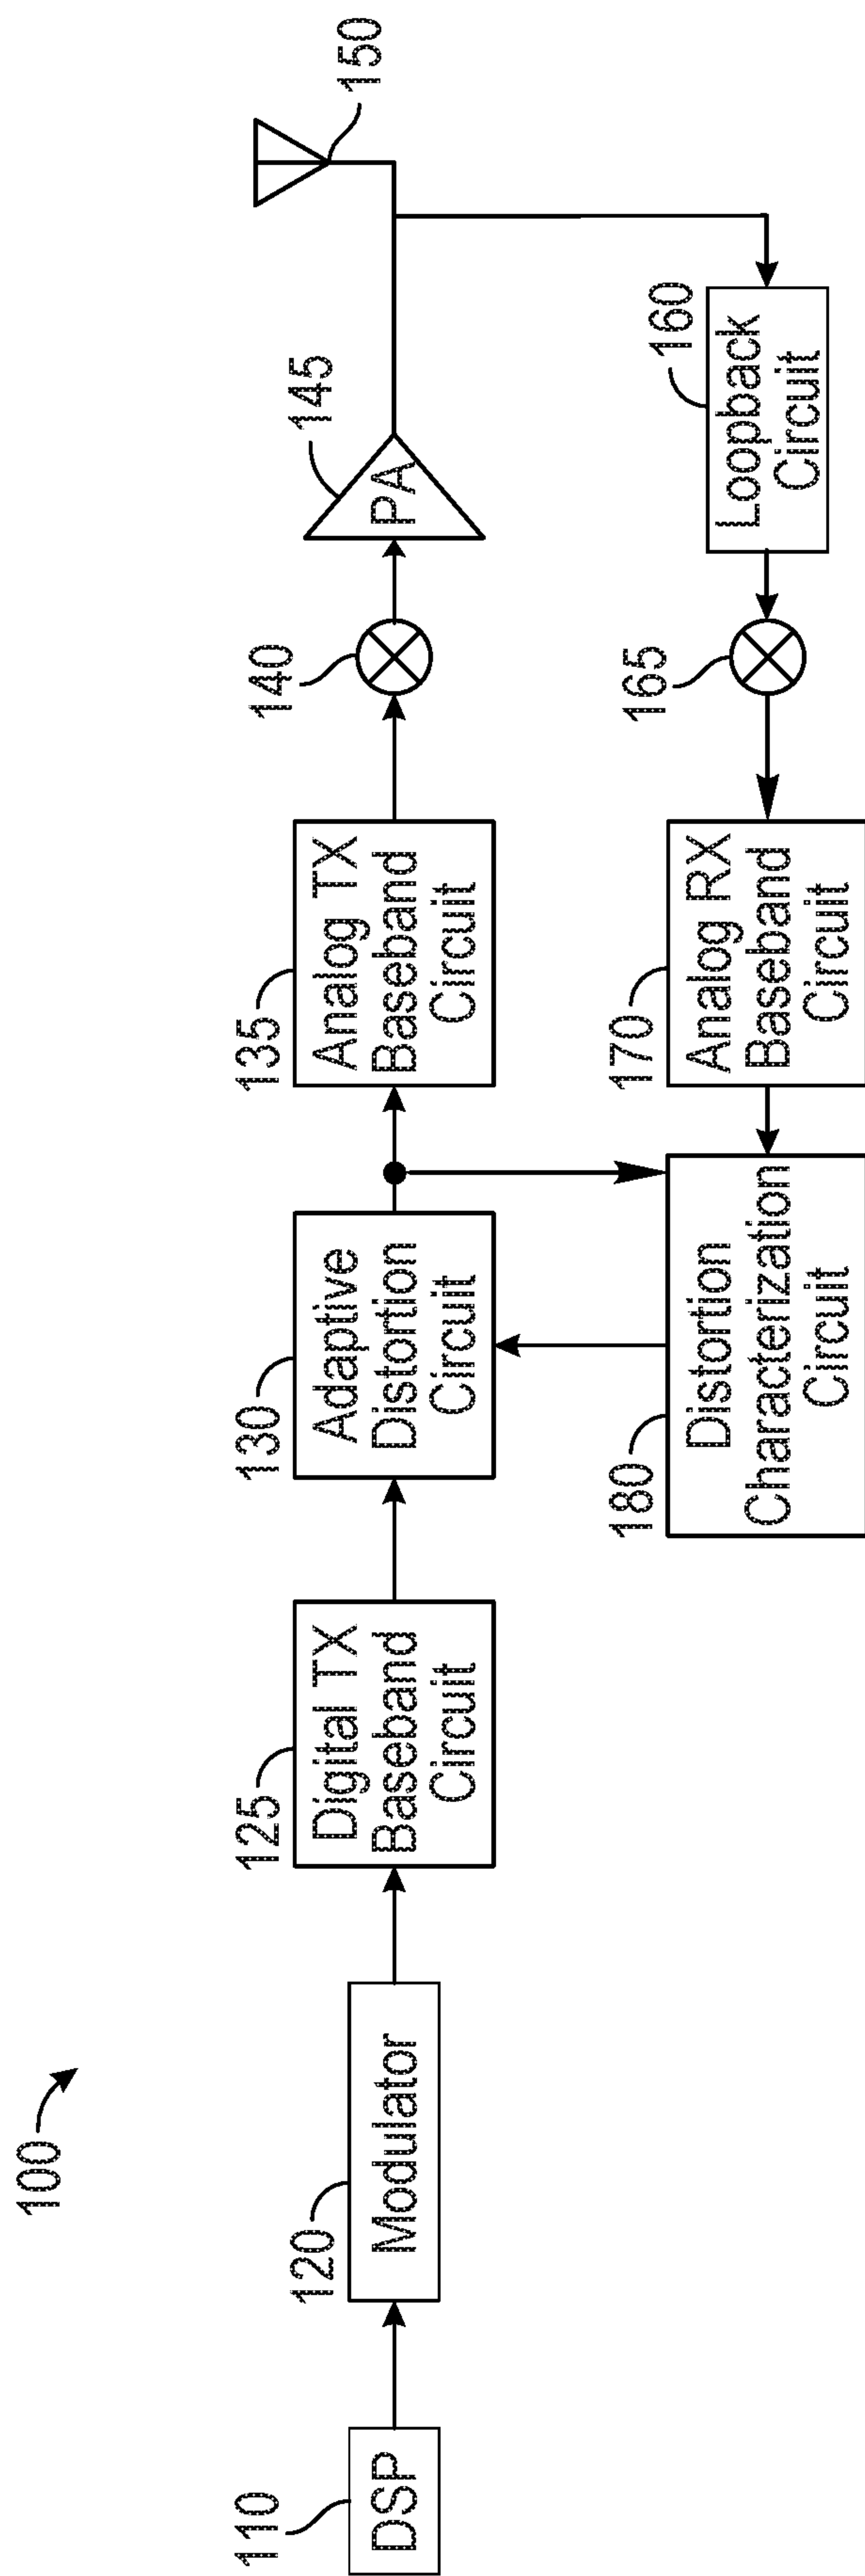 100
110
DSP
120
Modulator
125
Digital TX
Baseband
Circuit
130
Adaptive
Distortion
Circuit
135
Analog TX
Baseband
Circuit
140
145
PA
150
160
Loopback
Circuit
165
170
Analog RX
Baseband
Circuit
180
Distortion
Characterization
Circuit